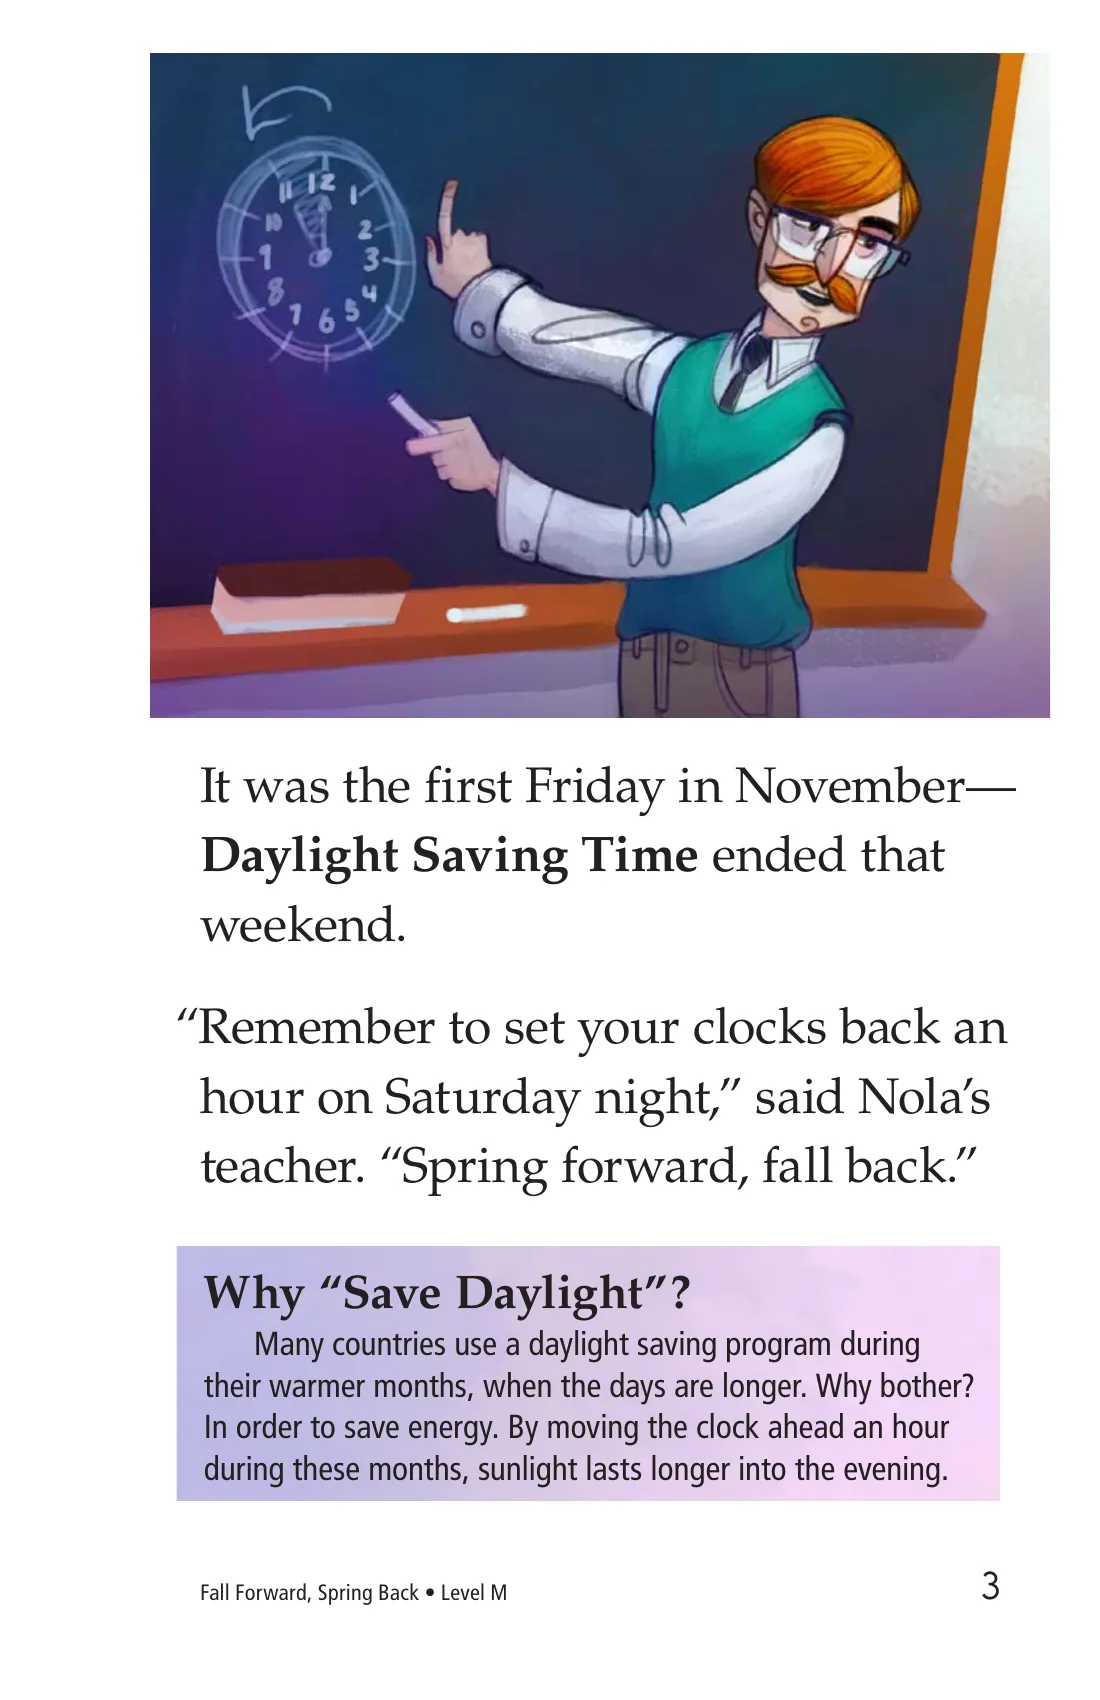 11 12 1
10 2
9 3
8 4
7 6 5
It was the first Friday in November—
Daylight Saving Time ended that
weekend.
“Remember to set your clocks back an
hour on Saturday night,” said Nola’s
teacher. “Spring forward, fall back.”
Why “Save Daylight”?
Many countries use a daylight saving program during
their warmer months, when the days are longer. Why bother?
In order to save energy. By moving the clock ahead an hour
during these months, sunlight lasts longer into the evening.
Fall Forward, Spring Back • Level M 3